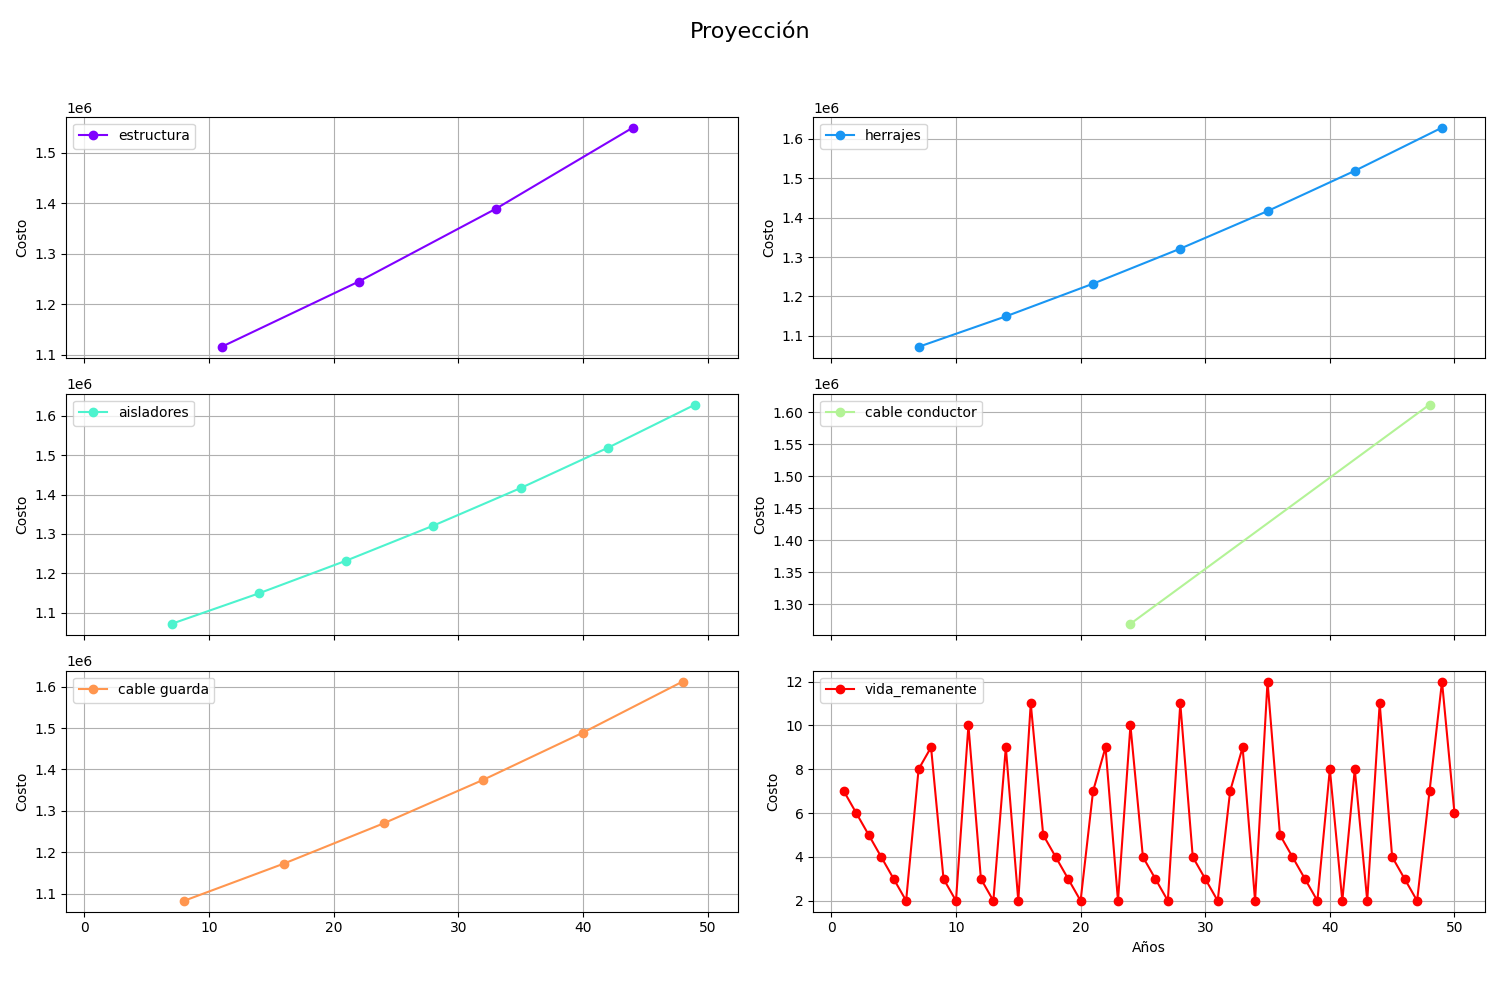 Proyección
1e6
estructura
Costo
1.5
1.4
1.3
1.2
1.1
1e6
herrajes
Costo
1.6
1.5
1.4
1.3
1.2
1.1
1e6
aisladores
Costo
1.6
1.5
1.4
1.3
1.2
1.1
1e6
cable conductor
Costo
1.60
1.55
1.50
1.45
1.40
1.35
1.30
1e6
cable guarda
Costo
1.6
1.5
1.4
1.3
1.2
1.1
0 10 20 30 40 50
vida_remanente
Costo
12
10
8
6
4
2
0 10 20 30 40 50
Años